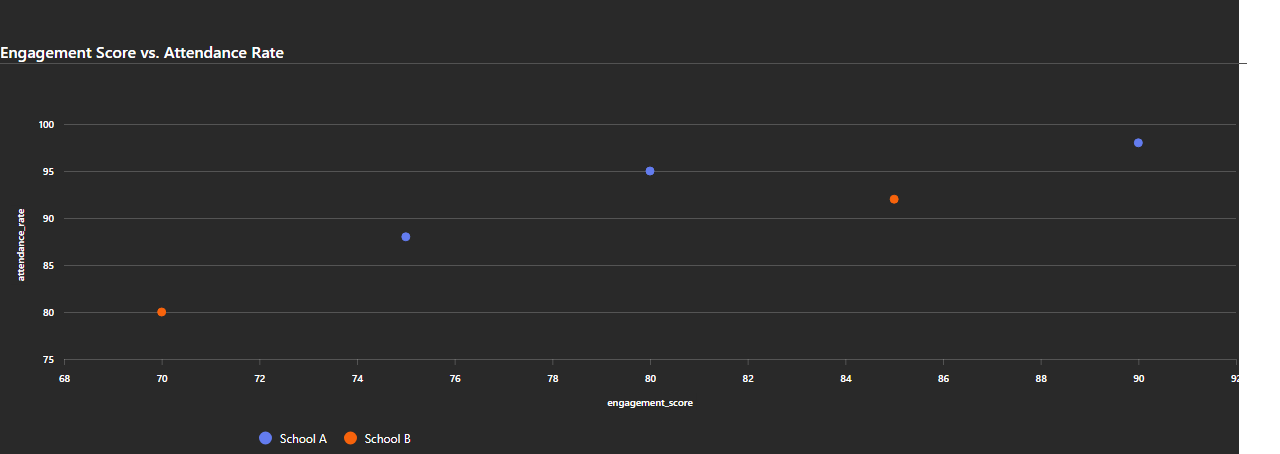 Engagement Score vs. Attendance Rate
100
95
90
85
80
75
attendance_rate
68 70 72 74 76 78 80 82 84 86 88 90 92
engagement_score
School A School B